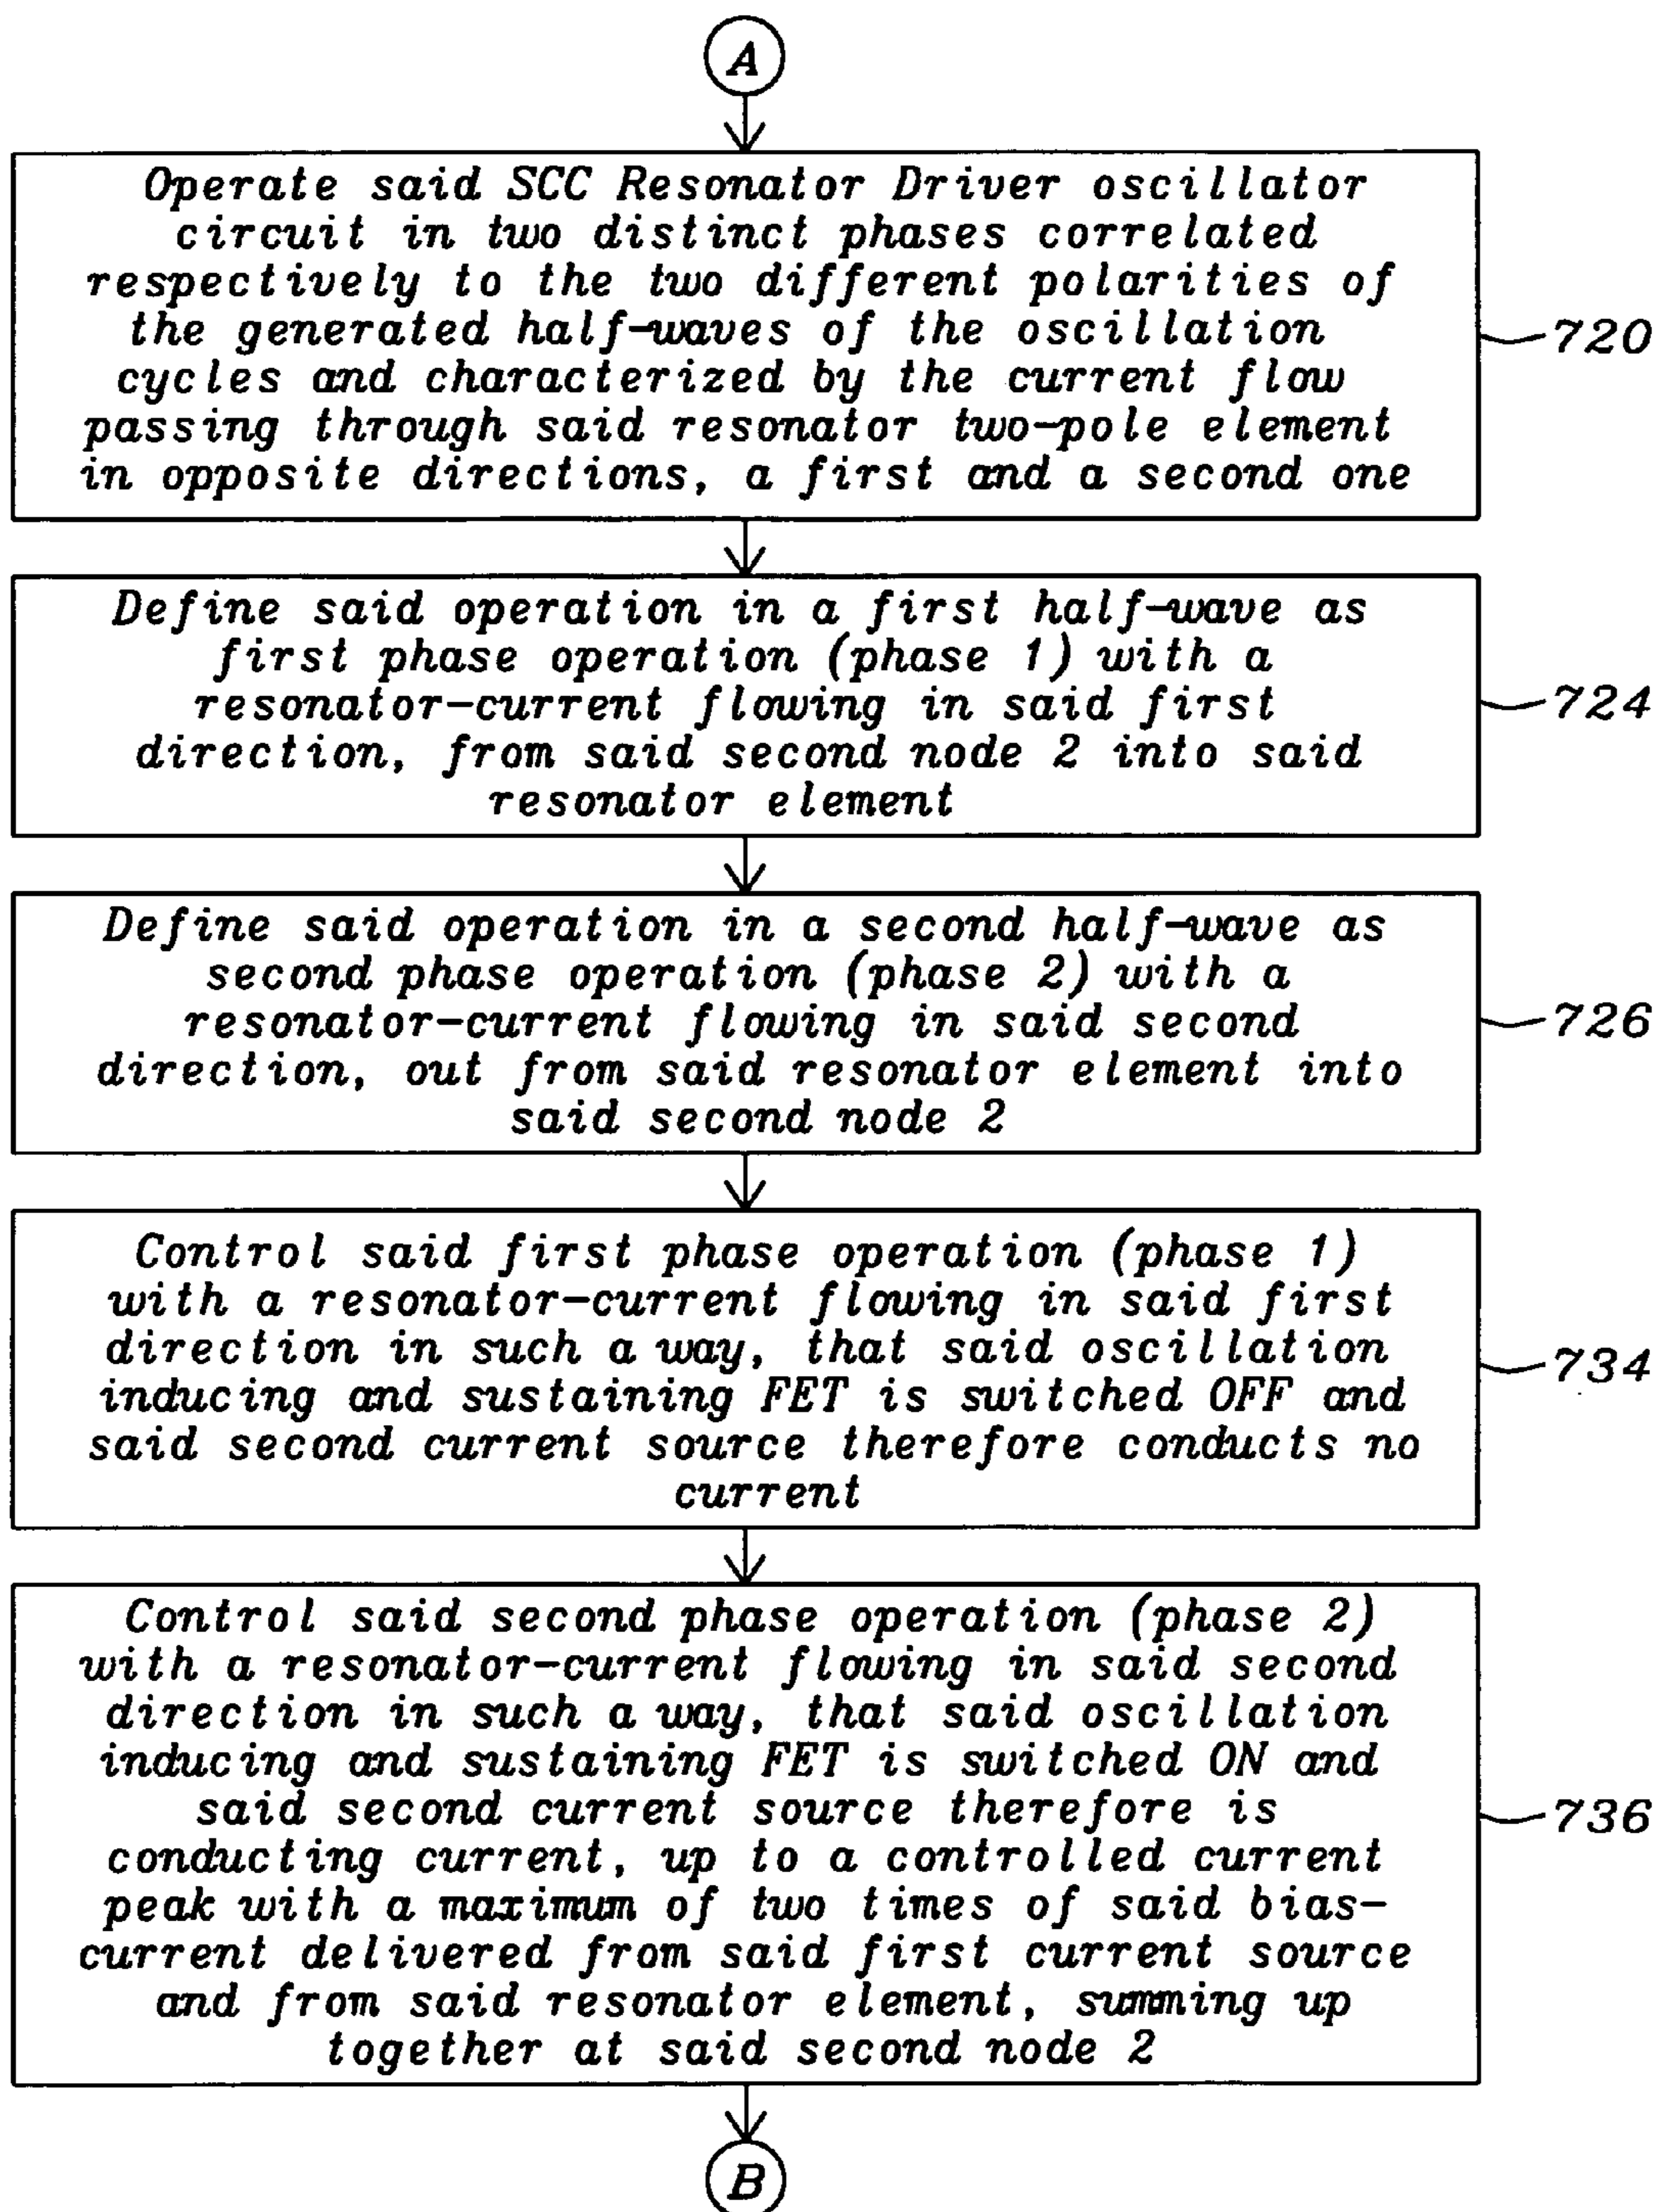 A
Operate said SCC Resonator Driver oscillator
circuit in two distinct phases correlated
respectively to the two different polarities of
the generated half-waves of the oscillation
cycles and characterized by the current flow
passing through said resonator two-pole element
in opposite directions, a first and a second one
720
Define said operation in a first half-wave as
first phase operation (phase 1) with a
resonator-current flowing in said first
direction, from said second node 2 into said
resonator element
724
Define said operation in a second half-wave as
second phase operation (phase 2) with a
resonator-current flowing in said second
direction, out from said resonator element into
said second node 2
726
Control said first phase operation (phase 1)
with a resonator-current flowing in said first
direction in such a way, that said oscillation
inducing and sustaining FET is switched OFF and
said second current source therefore conducts no
current
734
Control said second phase operation (phase 2)
with a resonator-current flowing in said second
direction in such a way, that said oscillation
inducing and sustaining FET is switched ON and
said second current source therefore is
conducting current, up to a controlled current
peak with a maximum of two times of said bias-
current delivered from said first current source
and from said resonator element, summing up
together at said second node 2
736
B